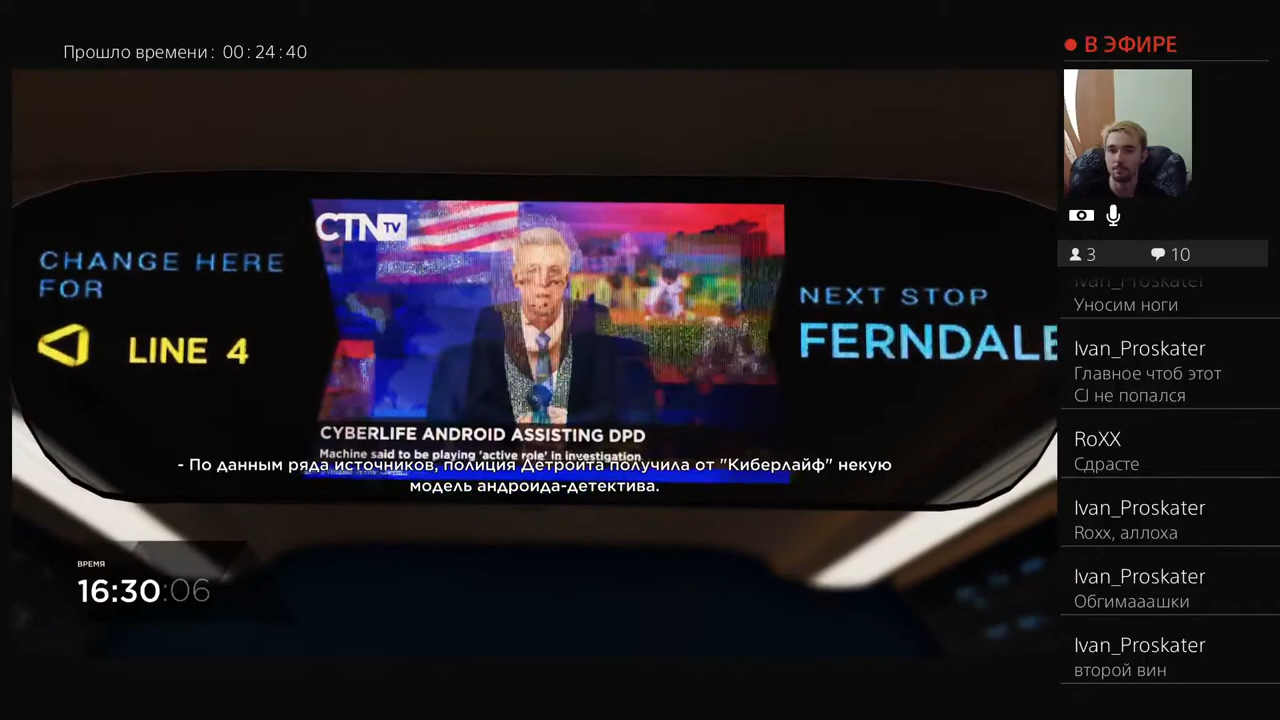 Прошло времени: 00:24:40
В ЭФИРЕ
CTN TV
CHANGE HERE
FOR
LINE 4
NEXT STOP
FERNDALE
CYBERLIFE ANDROID ASSISTING DPD
Machine said to be playing 'active role' in investigation
- По данным ряда источников, полиция Детройта получила от "Киберлайф" некую
модель андроида-детектива.
ВРЕМЯ
16:30:06
3 10
Ivan_Proskater
Уносим ноги
Ivan_Proskater
Главное чтоб этот
CJ не попался
RoXX
Сдрасте
Ivan_Proskater
Roxx, аллоха
Ivan_Proskater
Обгимааашки
Ivan_Proskater
второй вин